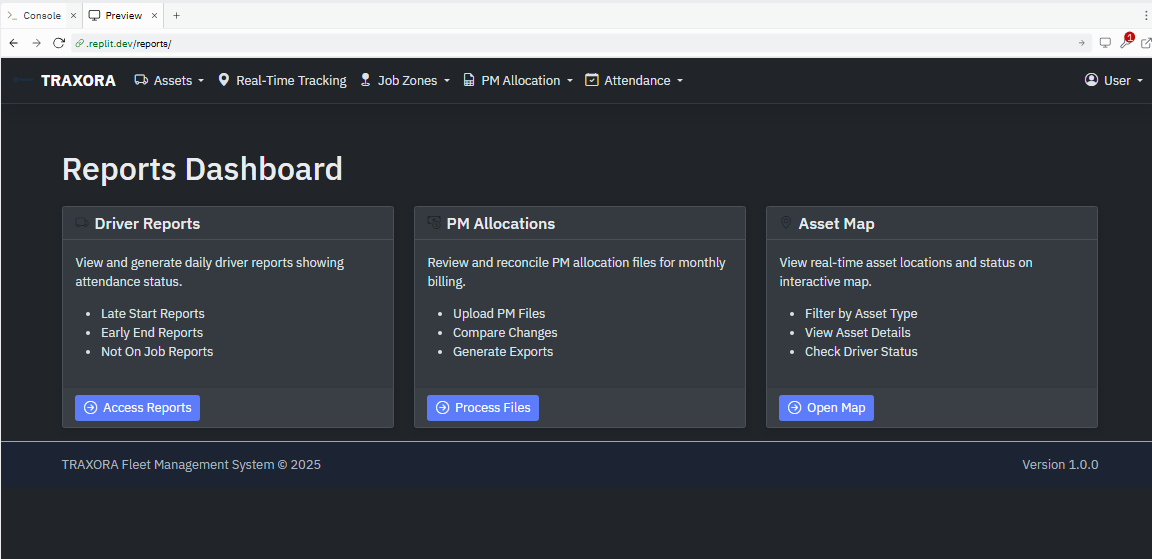 Console
Preview
.replit.dev/reports/
1
TRAXORA
Assets
Real-Time Tracking
Job Zones
PM Allocation
Attendance
User
Reports Dashboard
Driver Reports
View and generate daily driver reports showing
attendance status.
Late Start Reports
Early End Reports
Not On Job Reports
Access Reports
PM Allocations
Review and reconcile PM allocation files for monthly
billing.
Upload PM Files
Compare Changes
Generate Exports
Process Files
Asset Map
View real-time asset locations and status on
interactive map.
Filter by Asset Type
View Asset Details
Check Driver Status
Open Map
TRAXORA Fleet Management System © 2025
Version 1.0.0